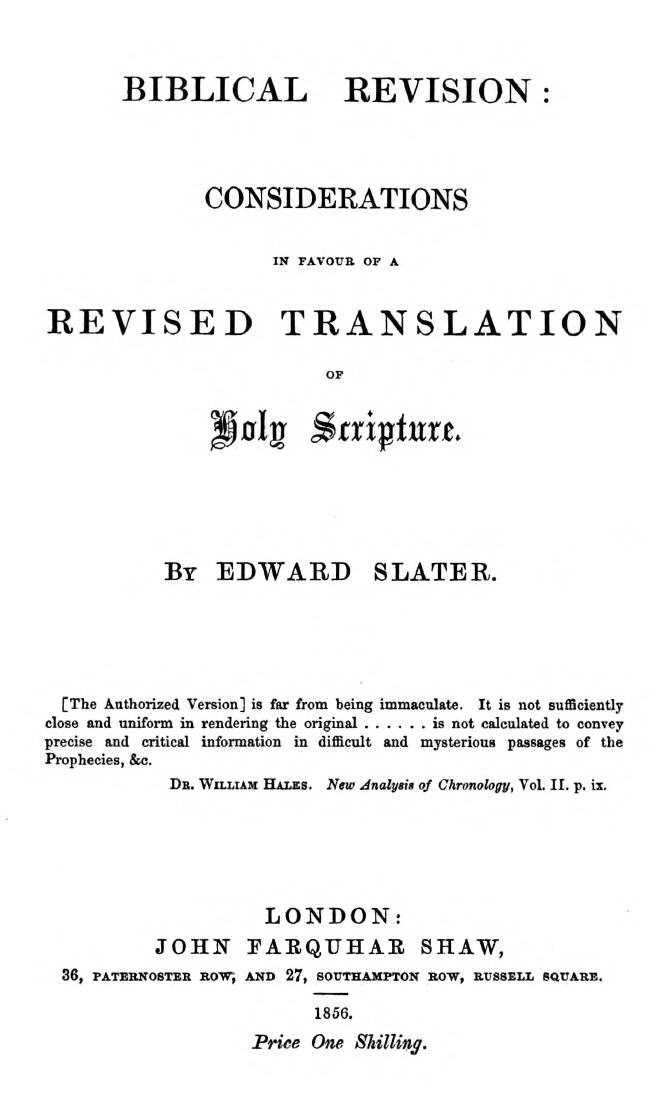 BIBLICAL REVISION:
CONSIDERATIONS
IN FAVOUR OF A
REVISED TRANSLATION
OF
Holy Scripture.
BY EDWARD SLATER.
[The Authorized Version] is far from being immaculate. It is not sufficiently
close and uniform in rendering the original . . . . . . is not calculated to convey
precise and critical information in difficult and mysterious passages of the
Prophecies, &c.
DR. WILLIAM HALES. New Analysis of Chronology, Vol. II. p. ix.
LONDON:
JOHN FARQUHAR SHAW,
36, PATERNOSTER ROW, AND 27, SOUTHAMPTON ROW, RUSSELL SQUARE.
1856.
Price One Shilling.